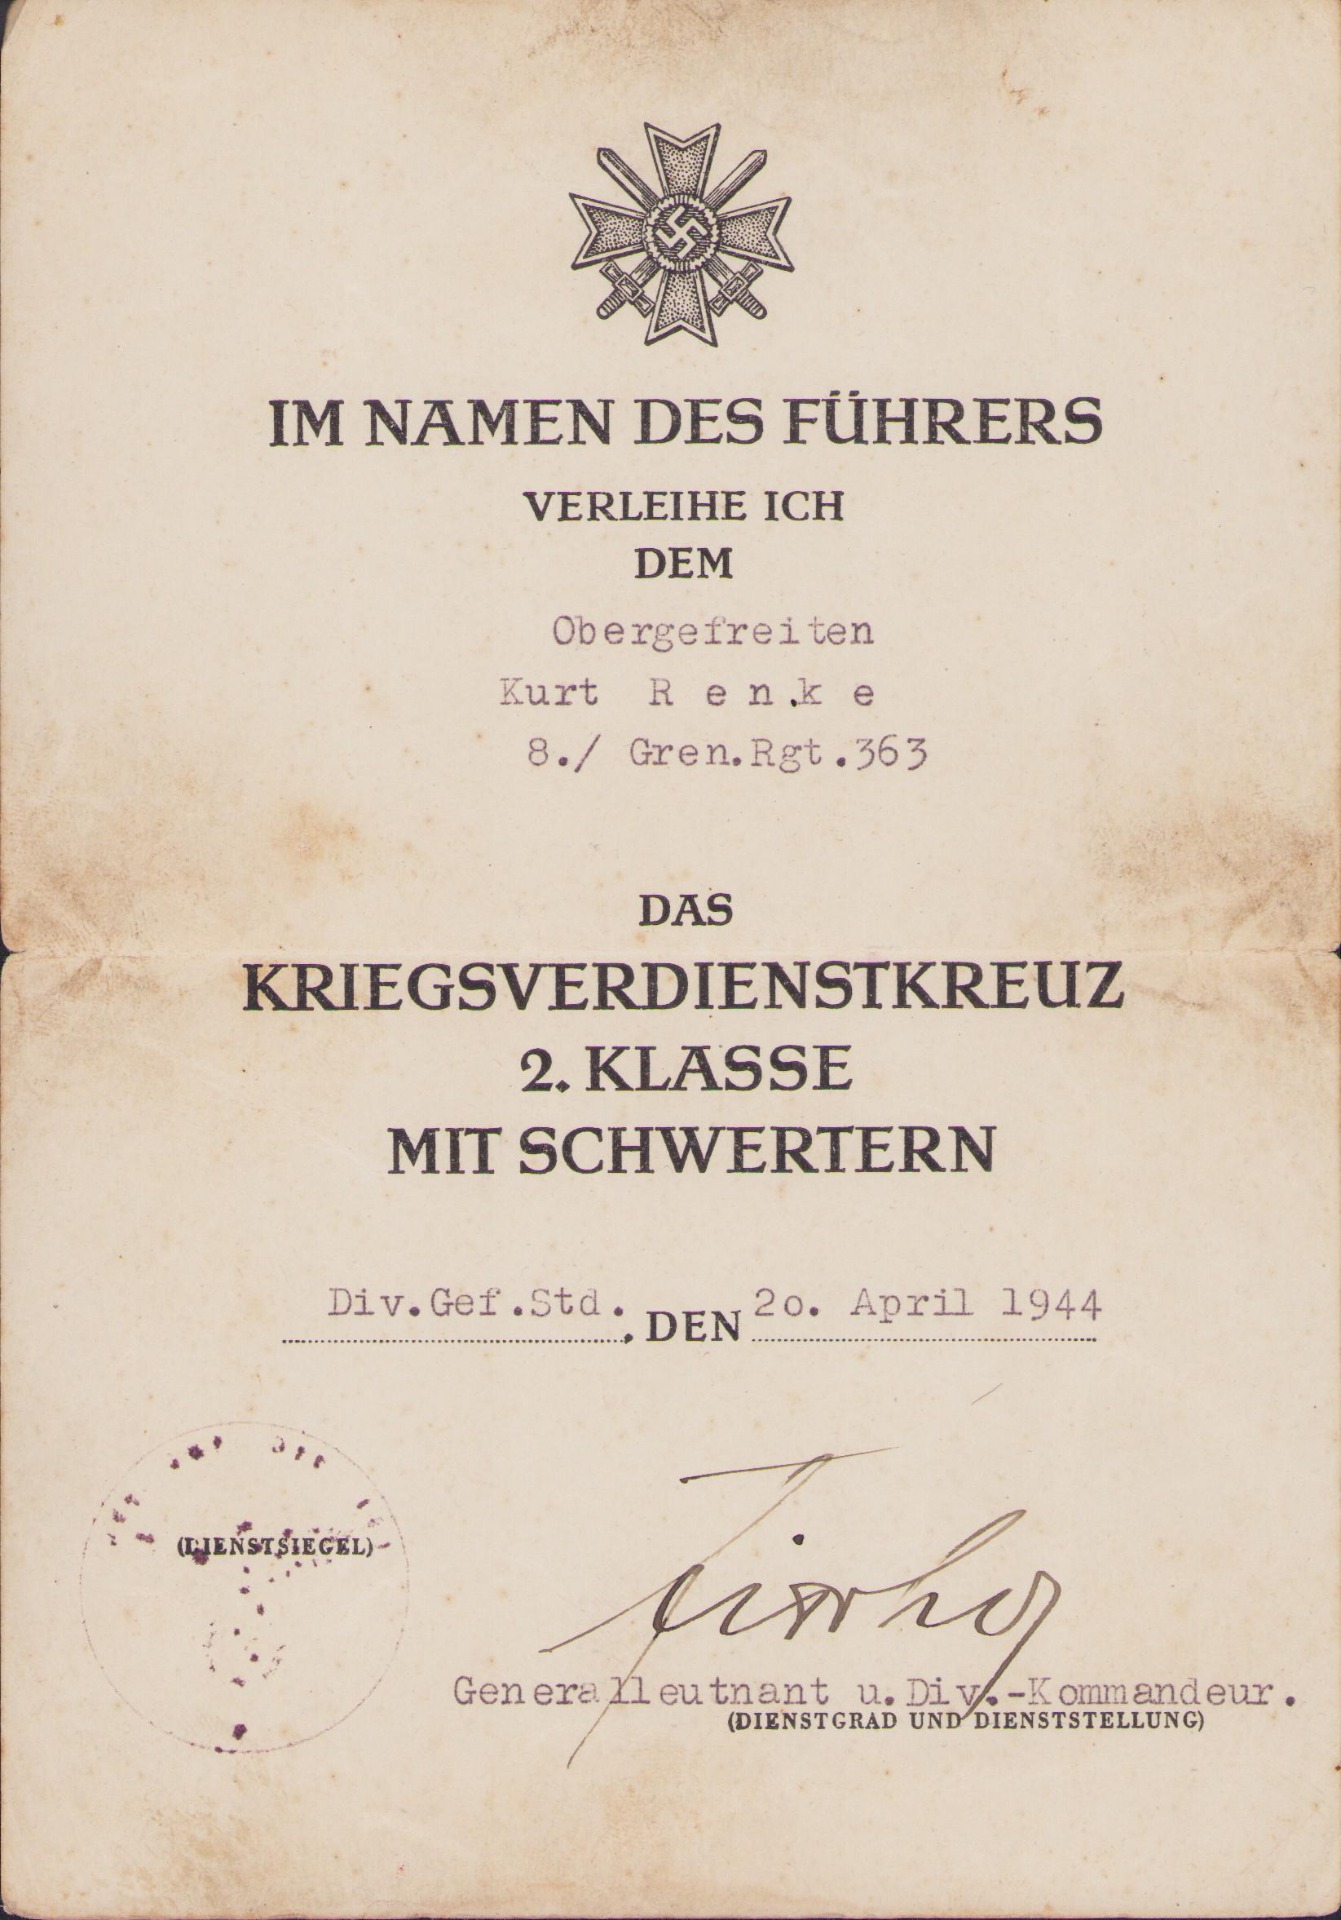 IM NAMEN DES FÜHRERS
VERLEIHE ICH
DEM
Obergefreiten
Kurt R e n k e
8./ Gren.Rgt.363
DAS
KRIEGSVERDIENSTKREUZ
2. KLASSE
MIT SCHWERTERN
Div.Gef.Std. , DEN 2o. April 1944
(DIENSTSIEGEL)
Generalleutnant u.Div.-Kommandeur.
(DIENSTGRAD UND DIENSTSTELLUNG)